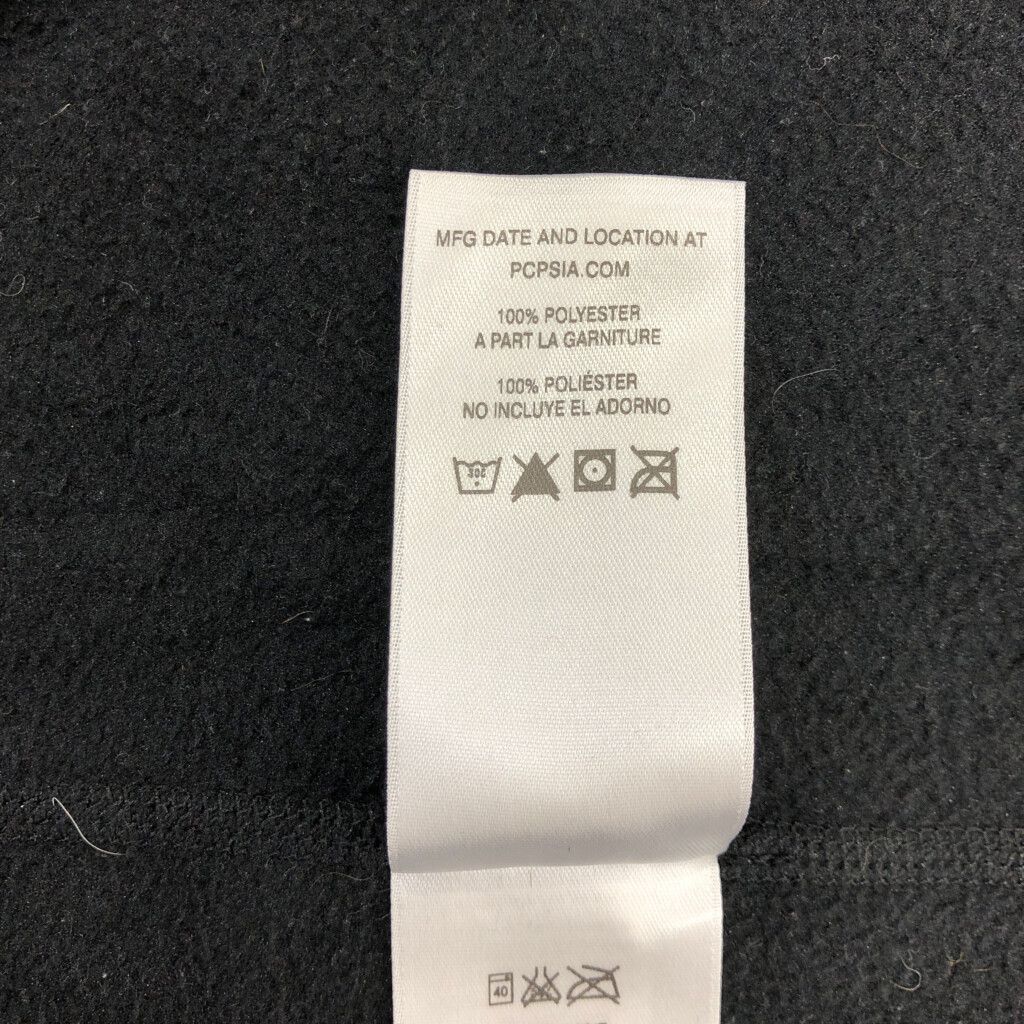 MFG DATE AND LOCATION AT
PCPSIA.COM
100% POLYESTER
A PART LA GARNITURE
100% POLIÉSTER
NO INCLUYE EL ADORNO
40